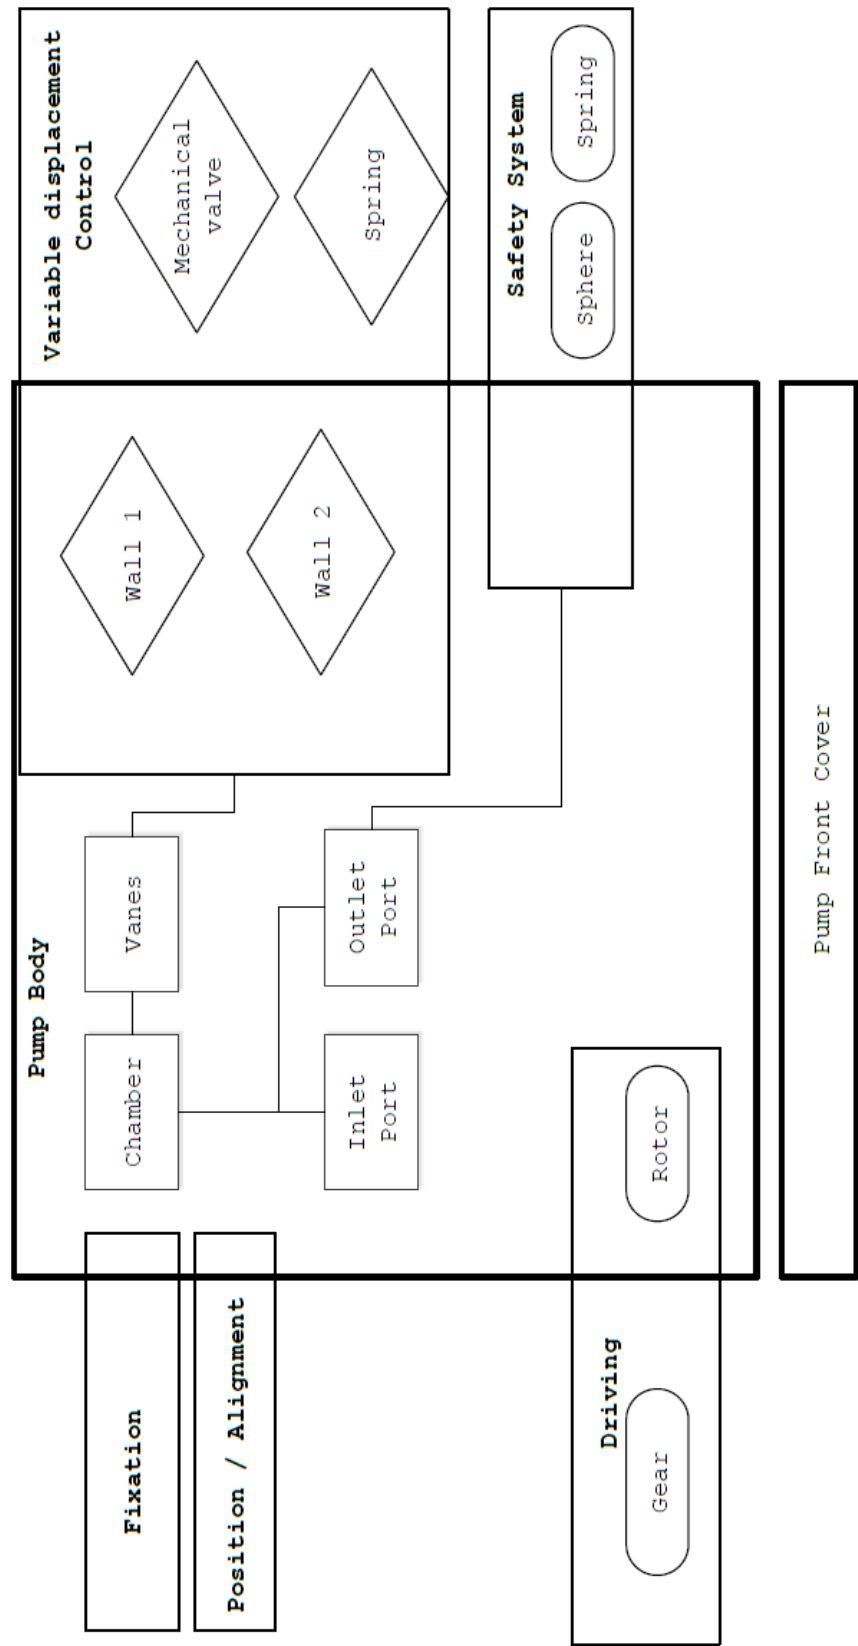 Fixation
Position / Alignment
Pump Body
Chamber
Vanes
Inlet
Port
Outlet
Port
Wall 1
Wall 2
Variable displacement
Control
Mechanical
valve
Spring
Safety System
Sphere
Spring
Driving
Gear
Rotor
Pump Front Cover